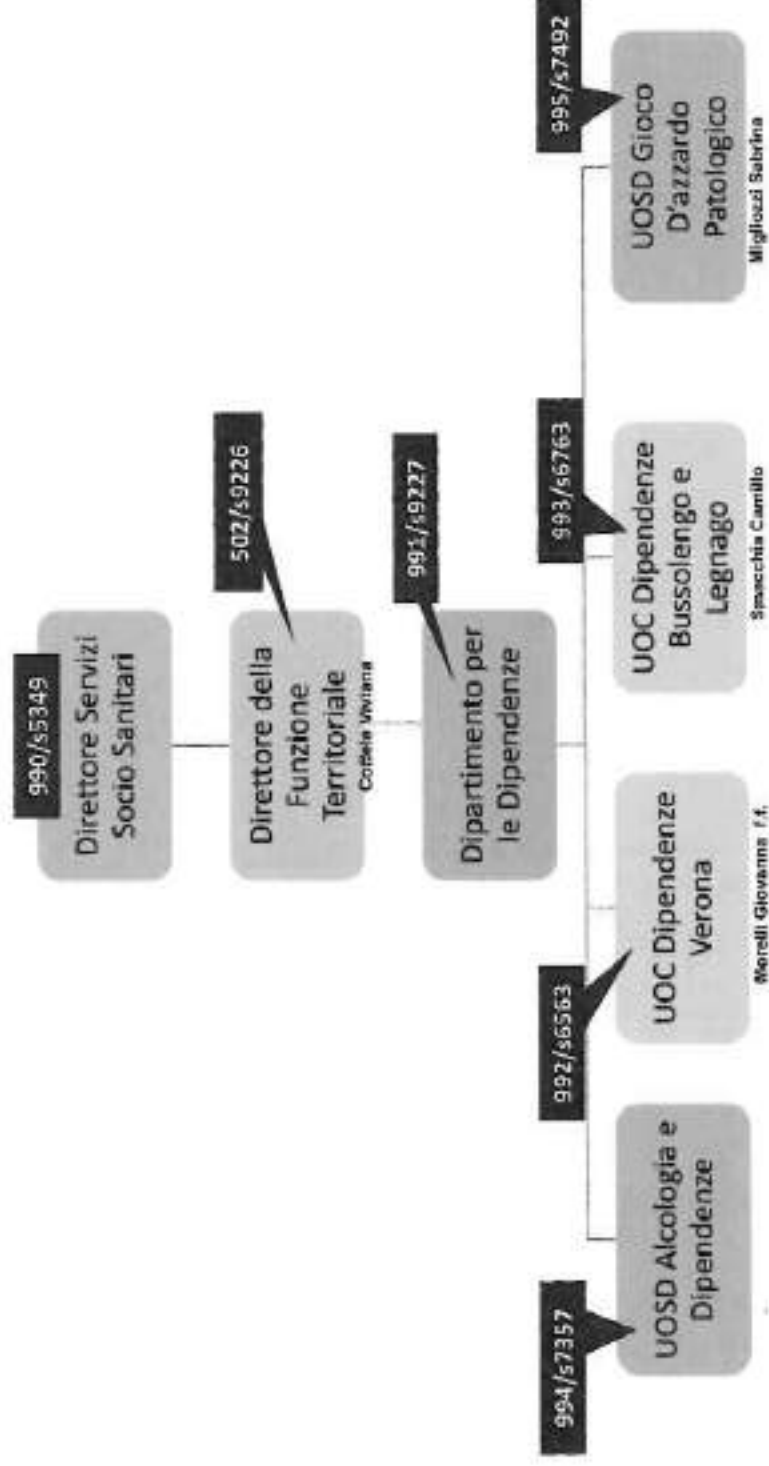 990/s5349
Direttore Servizi
Socio Sanitari
502/s9226
Direttore della
Funzione
Territoriale
Viviana
991/s9227
Dipartimento per
le Dipendenze
994/s7357
UOSD Alcologia e
Dipendenze
992/s6563
UOC Dipendenze
Verona
Morelli Giovanna f.f.
993/s6763
UOC Dipendenze
Bussolengo e
Legnago
Smacchia Camillo
995/s7492
UOSD Gioco
D'azzardo
Patologico
Migliozzi Sabrina